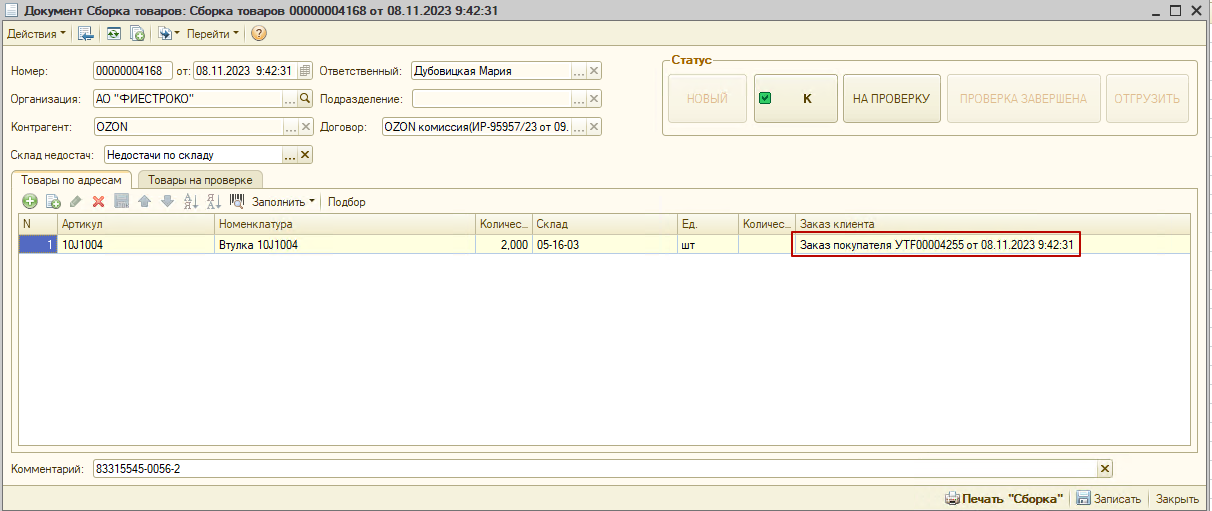 Документ Сборка товаров: Сборка товаров 00000004168 от 08.11.2023 9:42:31
Действия Перейти
Статус
Номер: 00000004168 от: 08.11.2023 9:42:31 Ответственный: Дубовицкая Мария
НОВЫЙ К НА ПРОВЕРКУ ПРОВЕРКА ЗАВЕРШЕНА ОТГРУЗИТЬ
Организация: АО "ФИЕСТРОКО" Подразделение:
Контрагент: OZON Договор: OZON комиссия(ИР-95957/23 от 09.
Склад недостач: Недостачи по складу
Товары по адресам Товары на проверке
Заполнить Подбор
N Артикул Номенклатура Количес... Склад Ед. Количес... Заказ клиента
1 10J1004 Втулка 10J1004 2,000 05-16-03 шт Заказ покупателя УТF00004255 от 08.11.2023 9:42:31
Комментарий: 83315545-0056-2
Печать "Сборка" Записать Закрыть